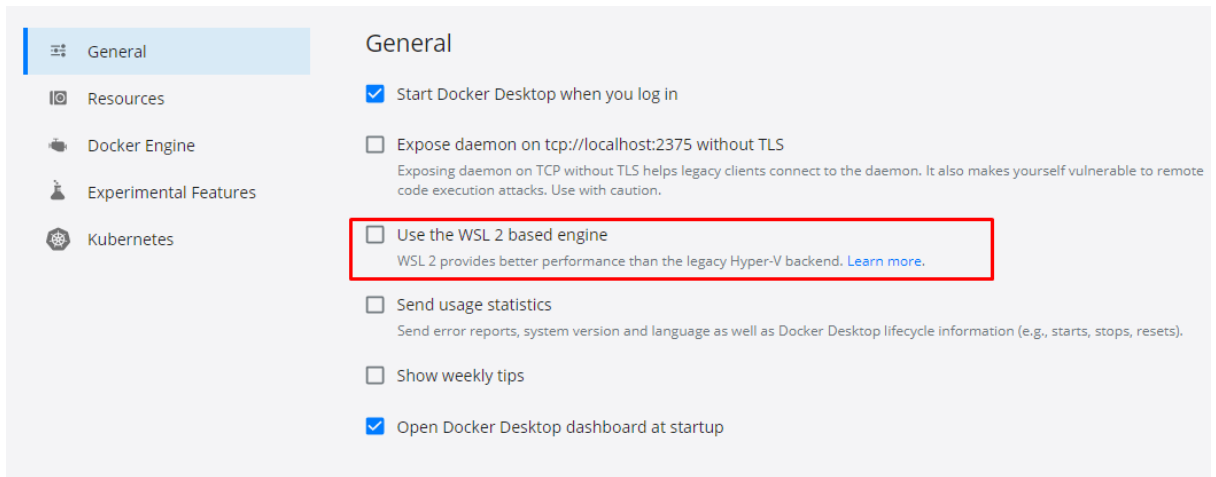 General
Resources
Docker Engine
Experimental Features
Kubernetes
General
Start Docker Desktop when you log in
Expose daemon on tcp://localhost:2375 without TLS
Exposing daemon on TCP without TLS helps legacy clients connect to the daemon. It also makes yourself vulnerable to remote
code execution attacks. Use with caution.
Use the WSL 2 based engine
WSL 2 provides better performance than the legacy Hyper-V backend. Learn more.
Send usage statistics
Send error reports, system version and language as well as Docker Desktop lifecycle information (e.g., starts, stops, resets).
Show weekly tips
Open Docker Desktop dashboard at startup